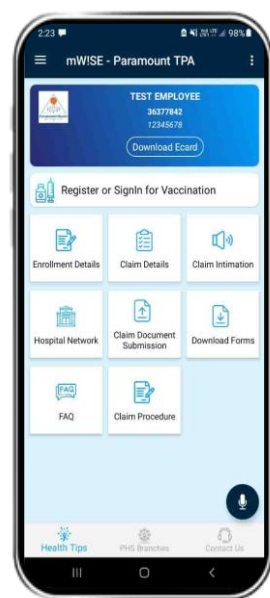 2:23
98%
mW!SE - Paramount TPA
TEST EMPLOYEE
36377842
12345678
Download Ecard
Register or SignIn for Vaccination
Enrollment Details
Claim Details
Claim Intimation
Hospital Network
Claim Document
Submission
Download Forms
FAQ
FAQ
Claim Procedure
Health Tips
PHS Branches
Contact Us